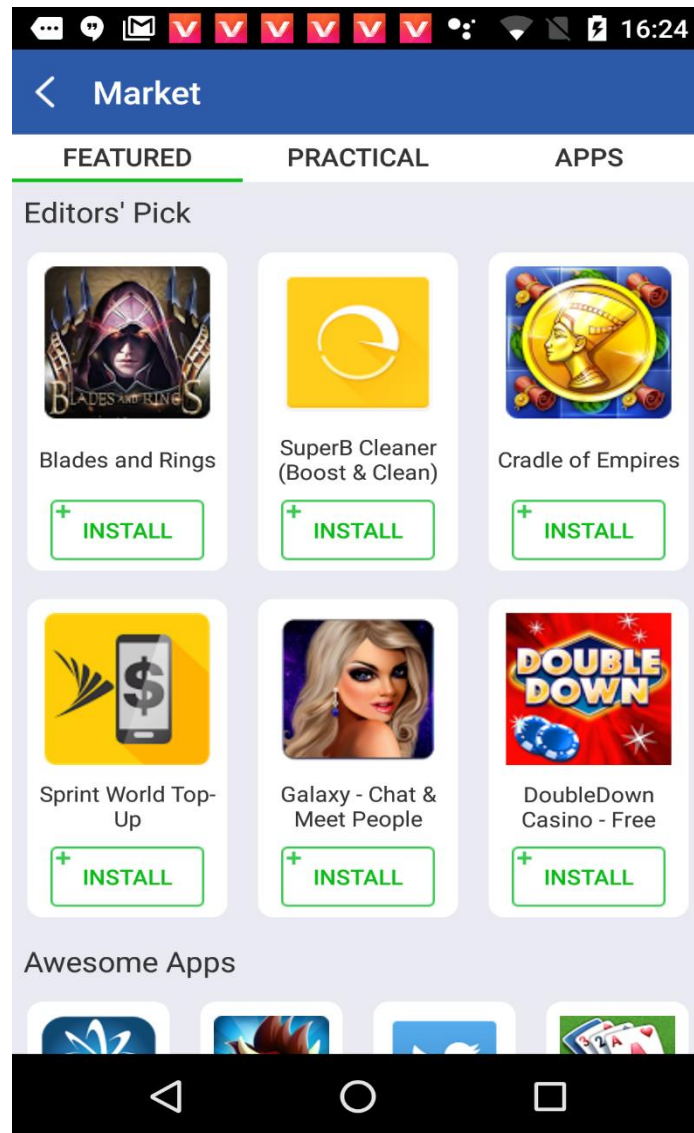 16:24
Market
FEATURED PRACTICAL APPS
Editors' Pick
BLADES AND RINGS
DOUBLE
DOWN
Blades and Rings
SuperB Cleaner
(Boost & Clean)
Cradle of Empires
+ INSTALL
+ INSTALL
+ INSTALL
$
Sprint World Top-
Up
Galaxy - Chat &
Meet People
DoubleDown
Casino - Free
+ INSTALL
+ INSTALL
+ INSTALL
Awesome Apps
3 2 A